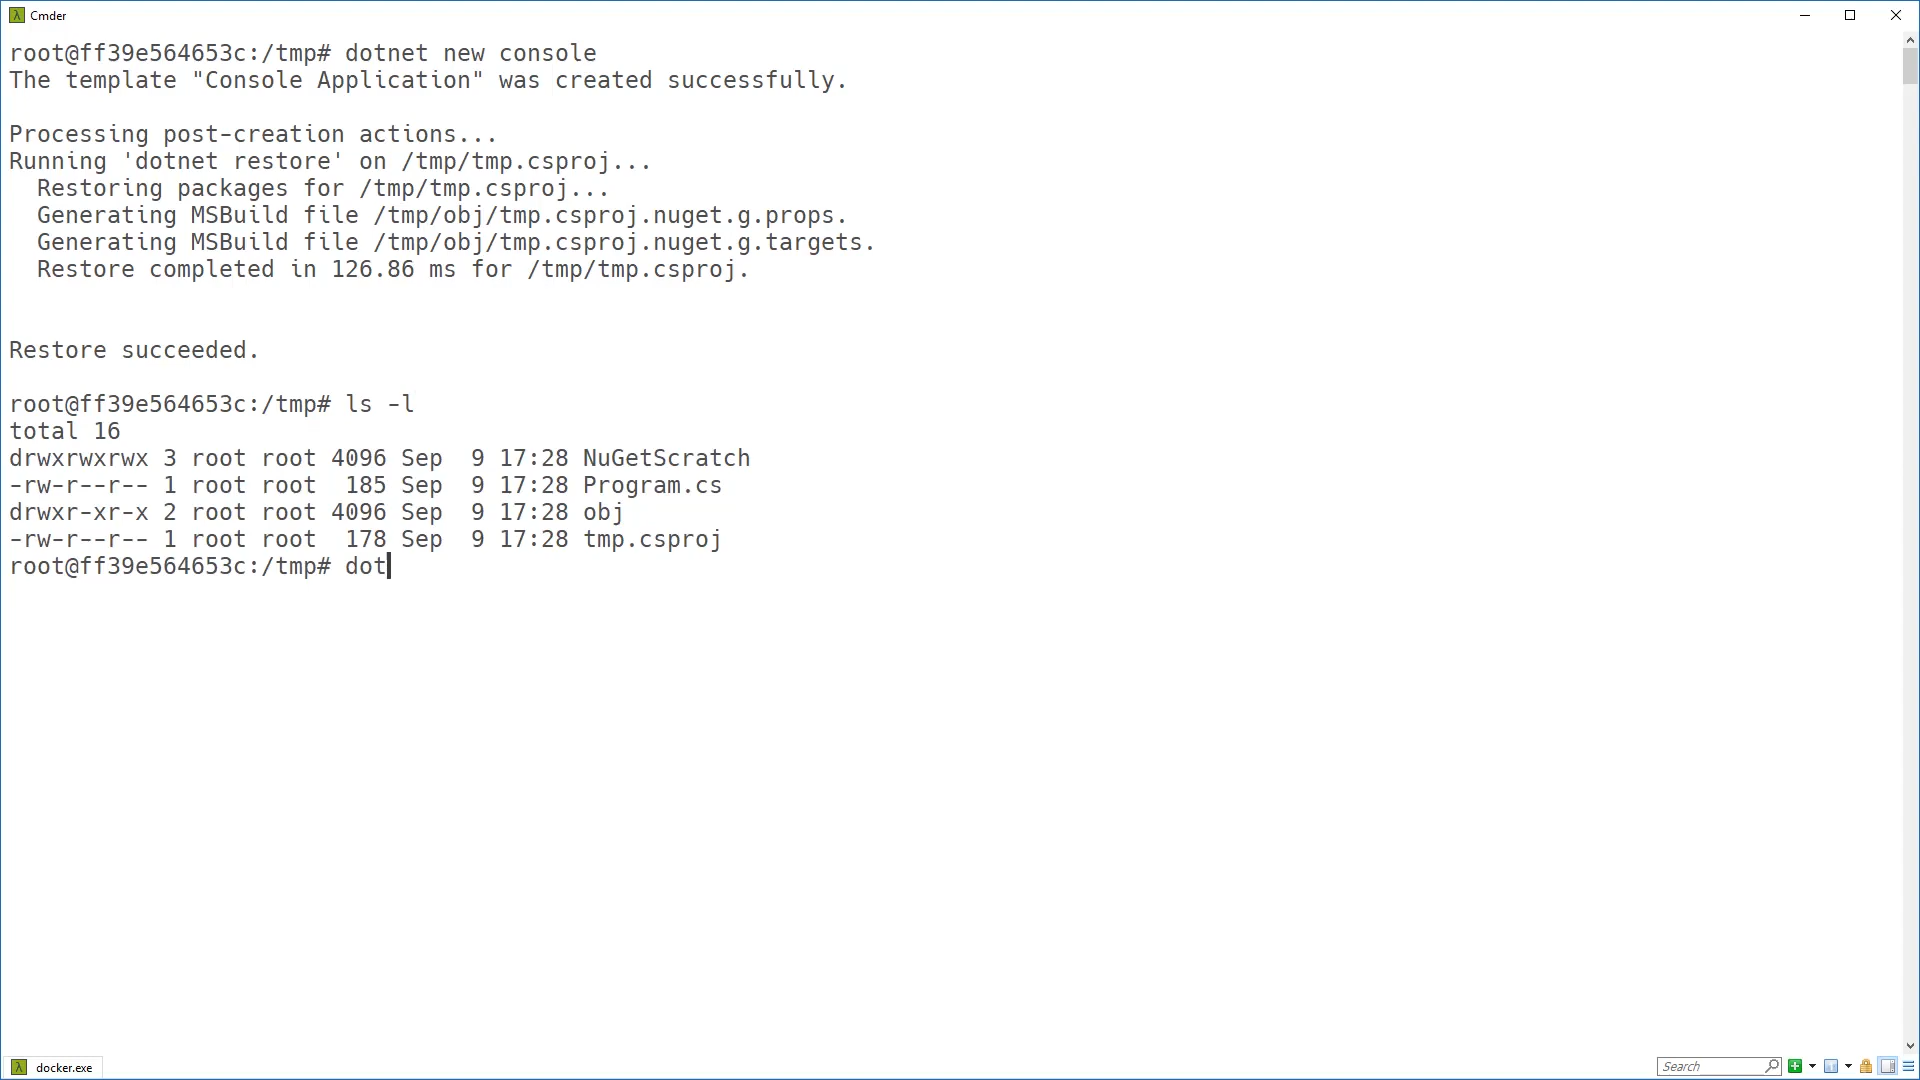 Cmder
root@ff39e564653c:/tmp# dotnet new console
The template "Console Application" was created successfully.
Processing post-creation actions...
Running 'dotnet restore' on /tmp/tmp.csproj...
  Restoring packages for /tmp/tmp.csproj...
  Generating MSBuild file /tmp/obj/tmp.csproj.nuget.g.props.
  Generating MSBuild file /tmp/obj/tmp.csproj.nuget.g.targets.
  Restore completed in 126.86 ms for /tmp/tmp.csproj.
Restore succeeded.
root@ff39e564653c:/tmp# ls -l
total 16
drwxrwxrwx 3 root root 4096 Sep  9 17:28 NuGetScratch
-rw-r--r-- 1 root root  185 Sep  9 17:28 Program.cs
drwxr-xr-x 2 root root 4096 Sep  9 17:28 obj
-rw-r--r-- 1 root root  178 Sep  9 17:28 tmp.csproj
root@ff39e564653c:/tmp# dot
docker.exe
Search